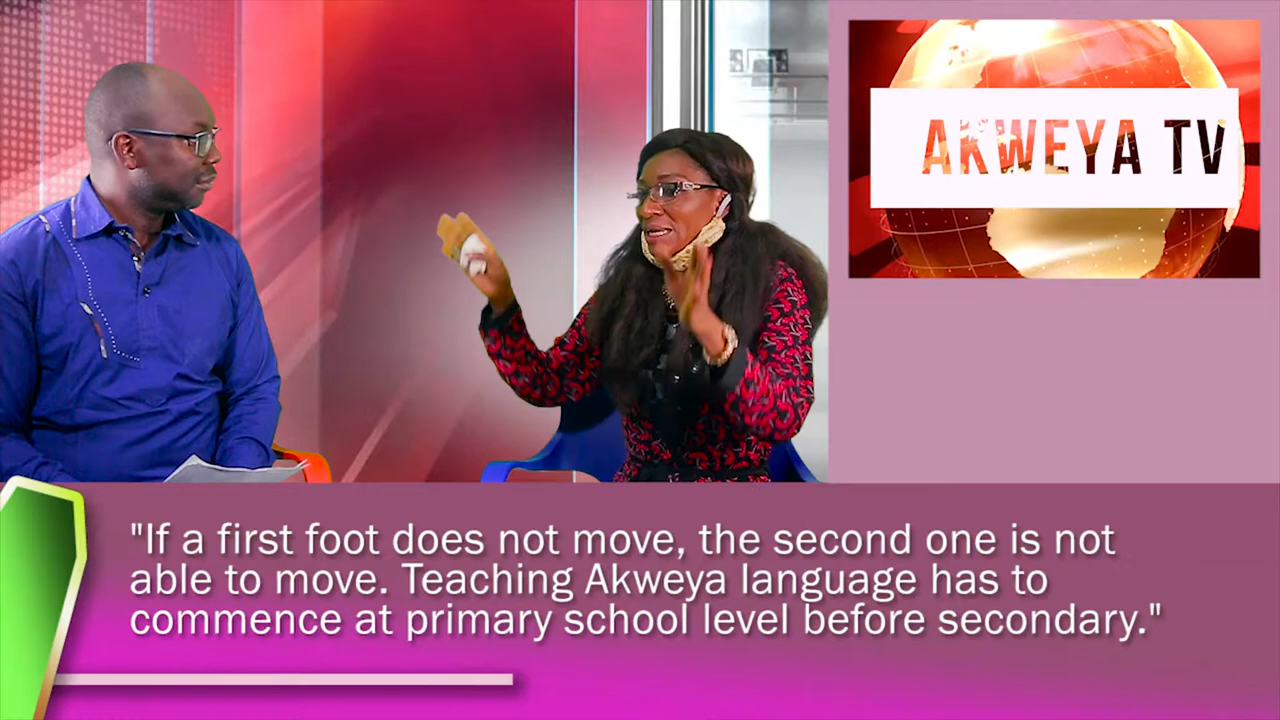 AKWEYA TV
"If a first foot does not move, the second one is not
able to move. Teaching Akweya language has to
commence at primary school level before secondary."